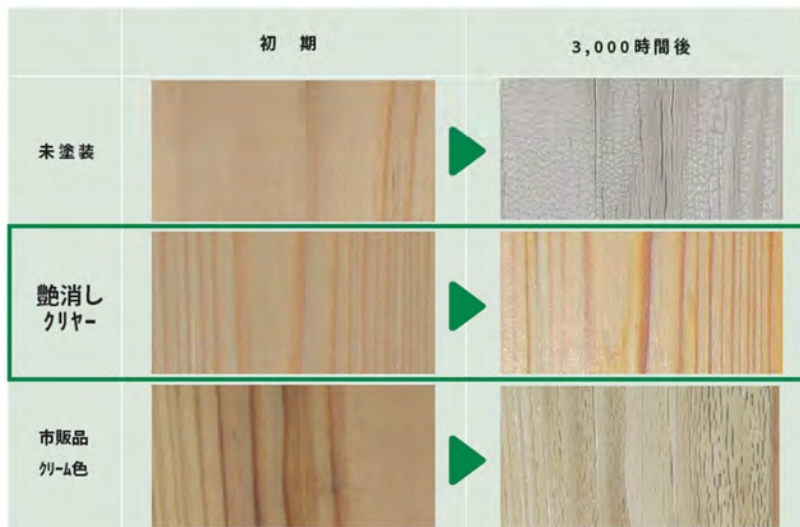 初　期
3,000時間後
未塗装
艶消し
クリヤー
市販品
クリーム色